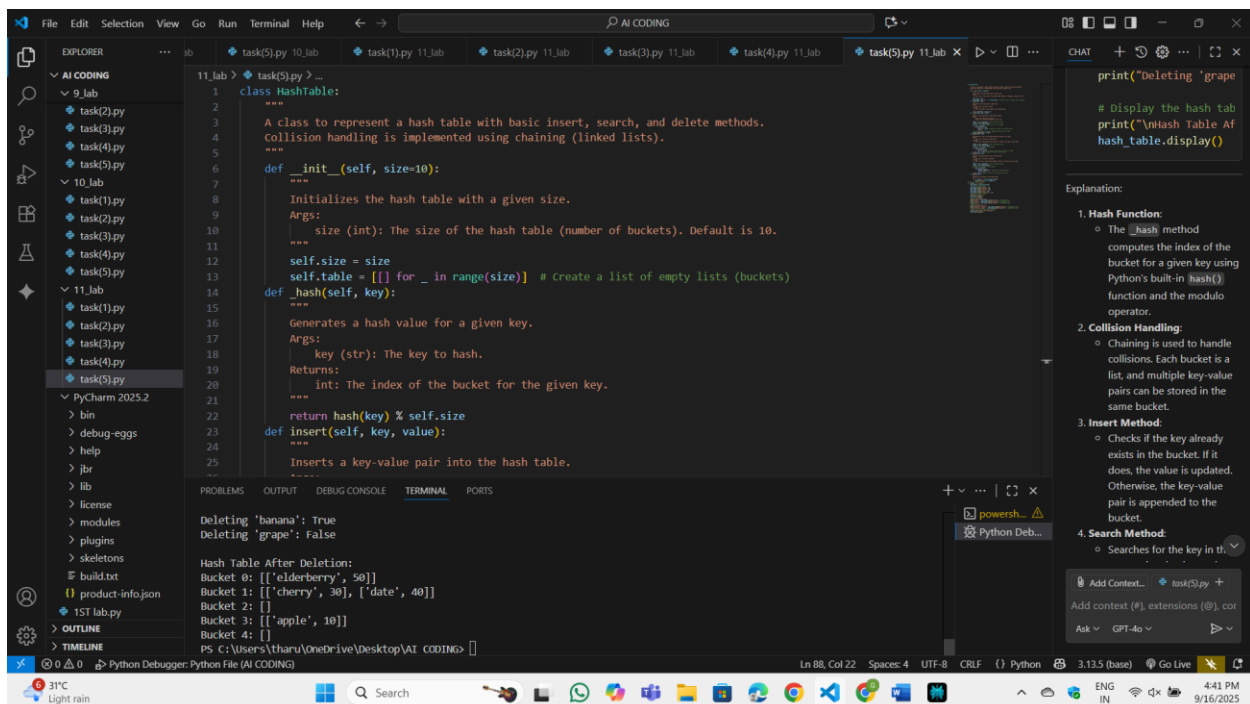 File Edit Selection View Go Run Terminal Help
AI CODING
EXPLORER
AI CODING
9_lab
task(2).py
task(3).py
task(4).py
task(5).py
10_lab
task(1).py
task(2).py
task(3).py
task(4).py
task(5).py
11_lab
task(1).py
task(2).py
task(3).py
task(4).py
task(5).py
PyCharm 2025.2
bin
debug-eggs
help
jbr
lib
license
modules
plugins
skeletons
build.txt
product-info.json
1ST lab.py
OUTLINE
TIMELINE
task(5).py 10_lab
task(1).py 11_lab
task(2).py 11_lab
task(3).py 11_lab
task(4).py 11_lab
task(5).py 11_lab
11_lab > task(5).py > ...
1 class HashTable:
2 """
3 A class to represent a hash table with basic insert, search, and delete methods.
4 Collision handling is implemented using chaining (linked lists).
5 """
6 def __init__(self, size=10):
7 """
8 Initializes the hash table with a given size.
9 Args:
10 size (int): The size of the hash table (number of buckets). Default is 10.
11 """
12 self.size = size
13 self.table = [[] for _ in range(size)] # Create a list of empty lists (buckets)
14 def _hash(self, key):
15 """
16 Generates a hash value for a given key.
17 Args:
18 key (str): The key to hash.
19 Returns:
20 int: The index of the bucket for the given key.
21 """
22 return hash(key) % self.size
23 def insert(self, key, value):
24 """
25 Inserts a key-value pair into the hash table.
PROBLEMS OUTPUT DEBUG CONSOLE TERMINAL PORTS
Deleting 'banana': True
Deleting 'grape': False
Hash Table After Deletion:
Bucket 0: [['elderberry', 50]]
Bucket 1: [['cherry', 30], ['date', 40]]
Bucket 2: []
Bucket 3: [['apple', 10]]
Bucket 4: []
PS C:\Users\tharu\OneDrive\Desktop\AI CODING>
powersh...
Python Deb...
CHAT
print("Deleting 'grape
# Display the hash tab
print("\nHash Table Af
hash_table.display()
Explanation:
1. Hash Function:
The _hash method
computes the index of the
bucket for a given key using
Python's built-in hash()
function and the modulo
operator.
2. Collision Handling:
Chaining is used to handle
collisions. Each bucket is a
list, and multiple key-value
pairs can be stored in the
same bucket.
3. Insert Method:
Checks if the key already
exists in the bucket. If it
does, the value is updated.
Otherwise, the key-value
pair is appended to the
bucket.
4. Search Method:
Searches for the key in
Add Context... task(5).py +
Add context (#), extensions (@), cor
Ask GPT-4o
0 0 Python Debugger: Python File (AI CODING)
Ln 88, Col 22 Spaces: 4 UTF-8 CRLF {} Python 3.13.5 (base) Go Live
6
31°C
Light rain
Search
ENG
IN
4:41 PM
9/16/2025